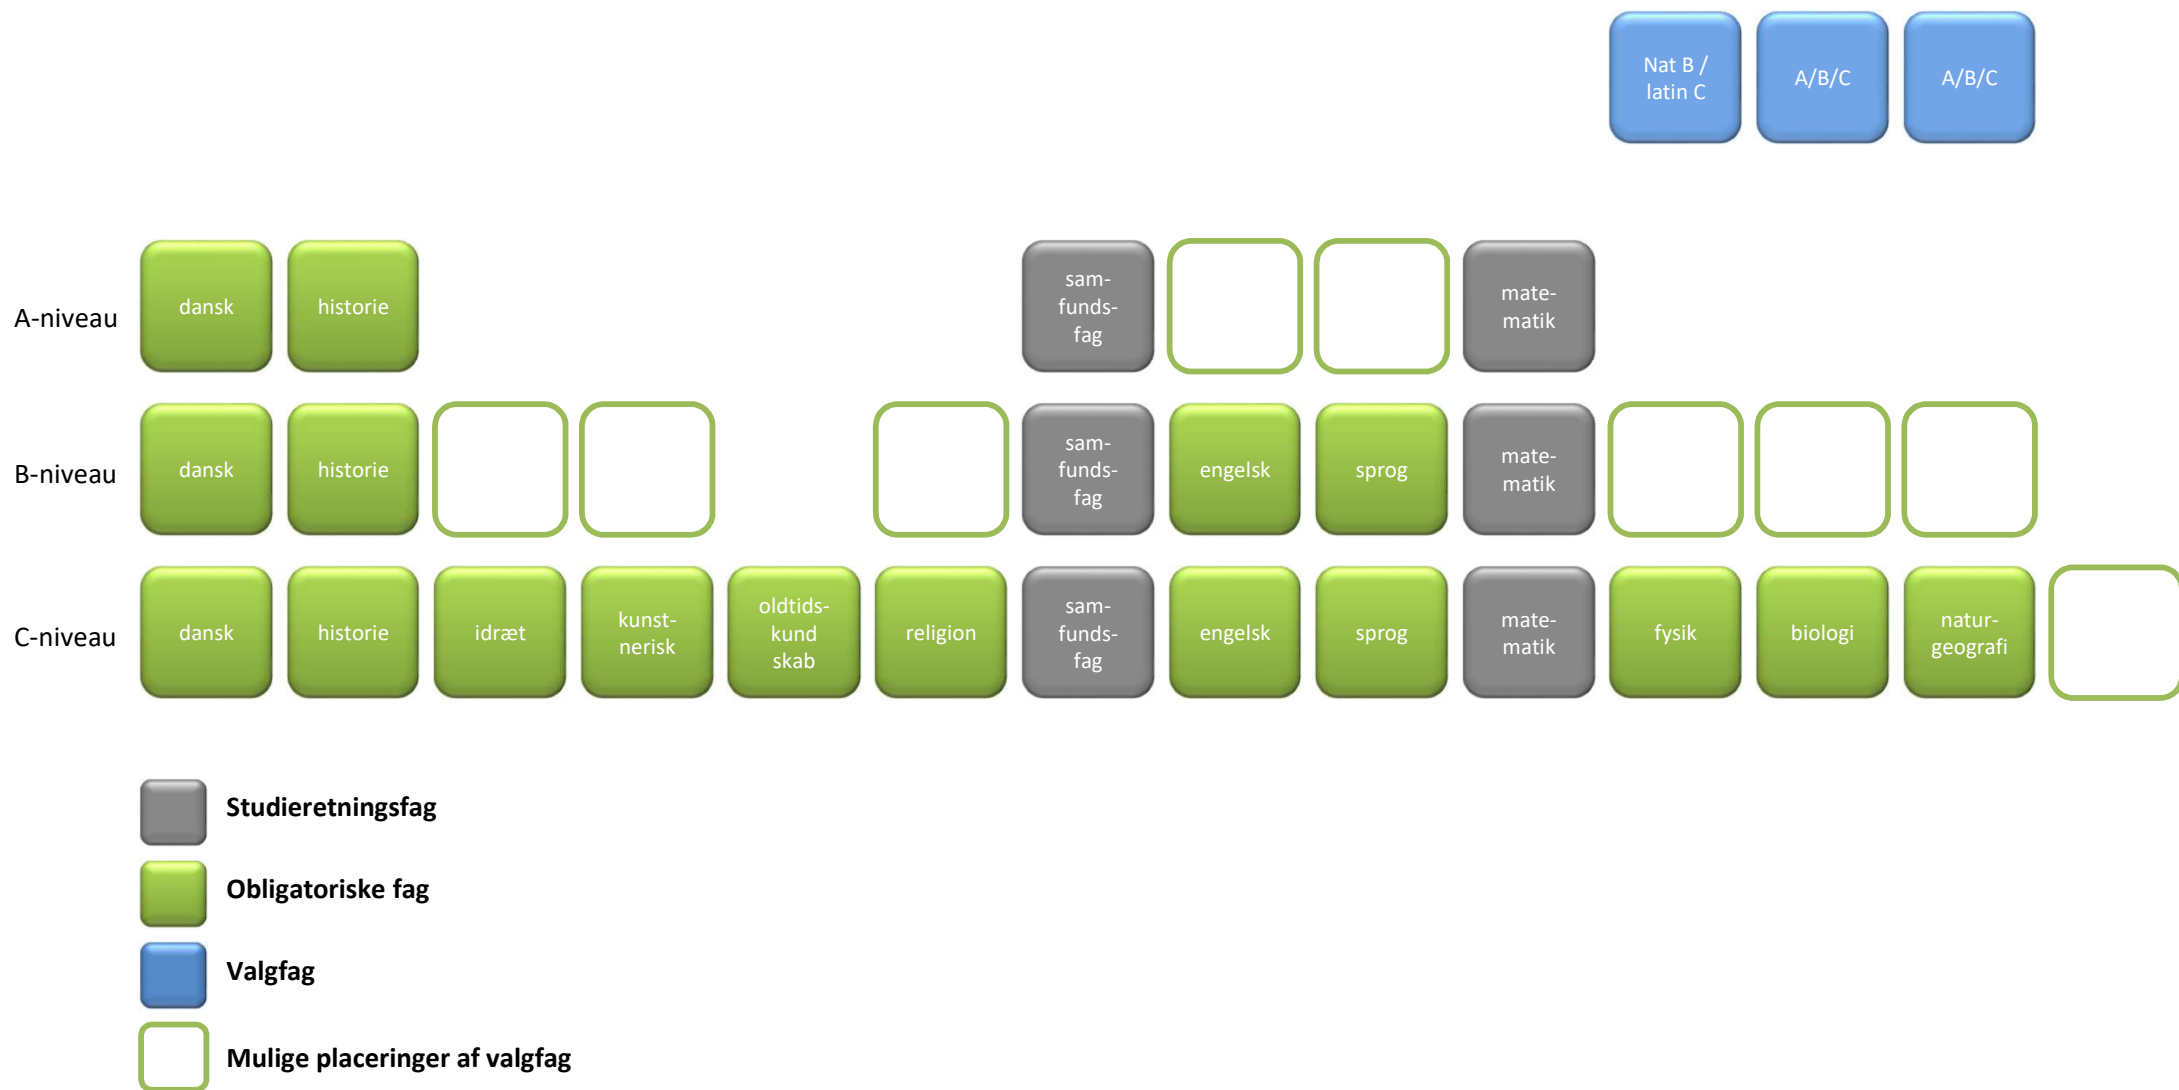 Nat B /
latin C
A/B/C
A/B/C
A-niveau
dansk
historie
sam-
funds-
fag
mate-
matik
B-niveau
dansk
historie
sam-
funds-
fag
engelsk
sprog
mate-
matik
C-niveau
dansk
historie
idræt
kunst-
nerisk
oldtids-
kund
skab
religion
sam-
funds-
fag
engelsk
sprog
mate-
matik
fysik
biologi
natur-
geografi
Studieretningsfag
Obligatoriske fag
Valgfag
Mulige placeringer af valgfag